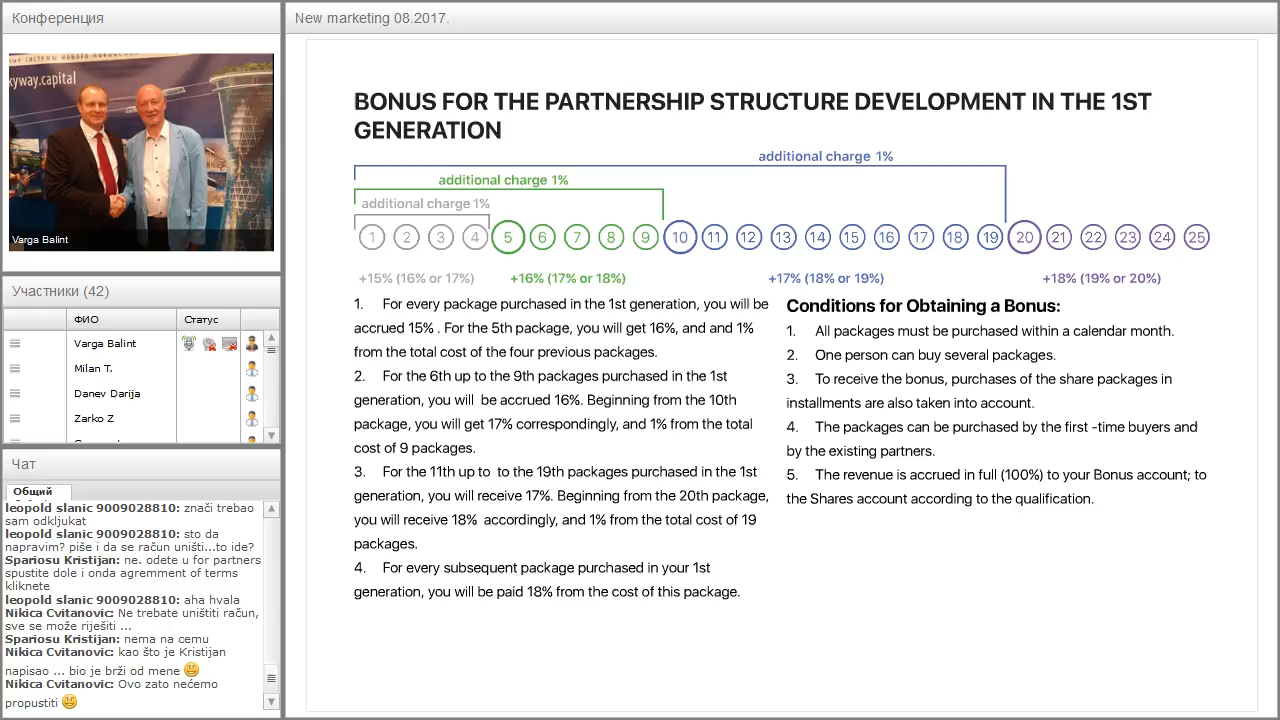 Конференция
New marketing 08.2017.
kyway.capital
Varga Balint
Участники (42)
ФИО
Статус
Varga Balint
Milan T.
Danev Darija
Zarko Z
Чат
Общий
leopold slanic 9009028810: znači trebao
sam odkljukat
leopold slanic 9009028810: sto da
napravim? piše i da se račun uništi...to ide?
Spariosu Kristijan: ne. odete u for partners
spustite dole i onda agremment of terms
kliknete
leopold slanic 9009028810: aha hvala
Nikica Cvitanovic: Ne trebate uništiti račun,
sve se može riješiti ...
Spariosu Kristijan: nema na cemu
Nikica Cvitanovic: kao što je Kristijan
napisao ... bio je brži od mene
Nikica Cvitanovic: Ovo zato nećemo
propustiti
BONUS FOR THE PARTNERSHIP STRUCTURE DEVELOPMENT IN THE 1ST
GENERATION
additional charge 1%
additional charge 1%
additional charge 1%
1 2 3 4 5 6 7 8 9 10 11 12 13 14 15 16 17 18 19 20 21 22 23 24 25
+15% (16% or 17%) +16% (17% or 18%) +17% (18% or 19%) +18% (19% or 20%)
1. For every package purchased in the 1st generation, you will be
accrued 15% . For the 5th package, you will get 16%, and and 1%
from the total cost of the four previous packages.
2. For the 6th up to the 9th packages purchased in the 1st
generation, you will be accrued 16%. Beginning from the 10th
package, you will get 17% correspondingly, and 1% from the total
cost of 9 packages.
3. For the 11th up to to the 19th packages purchased in the 1st
generation, you will receive 17%. Beginning from the 20th package,
you will receive 18% accordingly, and 1% from the total cost of 19
packages.
4. For every subsequent package purchased in your 1st
generation, you will be paid 18% from the cost of this package.
Conditions for Obtaining a Bonus:
1. All packages must be purchased within a calendar month.
2. One person can buy several packages.
3. To receive the bonus, purchases of the share packages in
installments are also taken into account.
4. The packages can be purchased by the first -time buyers and
by the existing partners.
5. The revenue is accrued in full (100%) to your Bonus account; to
the Shares account according to the qualification.